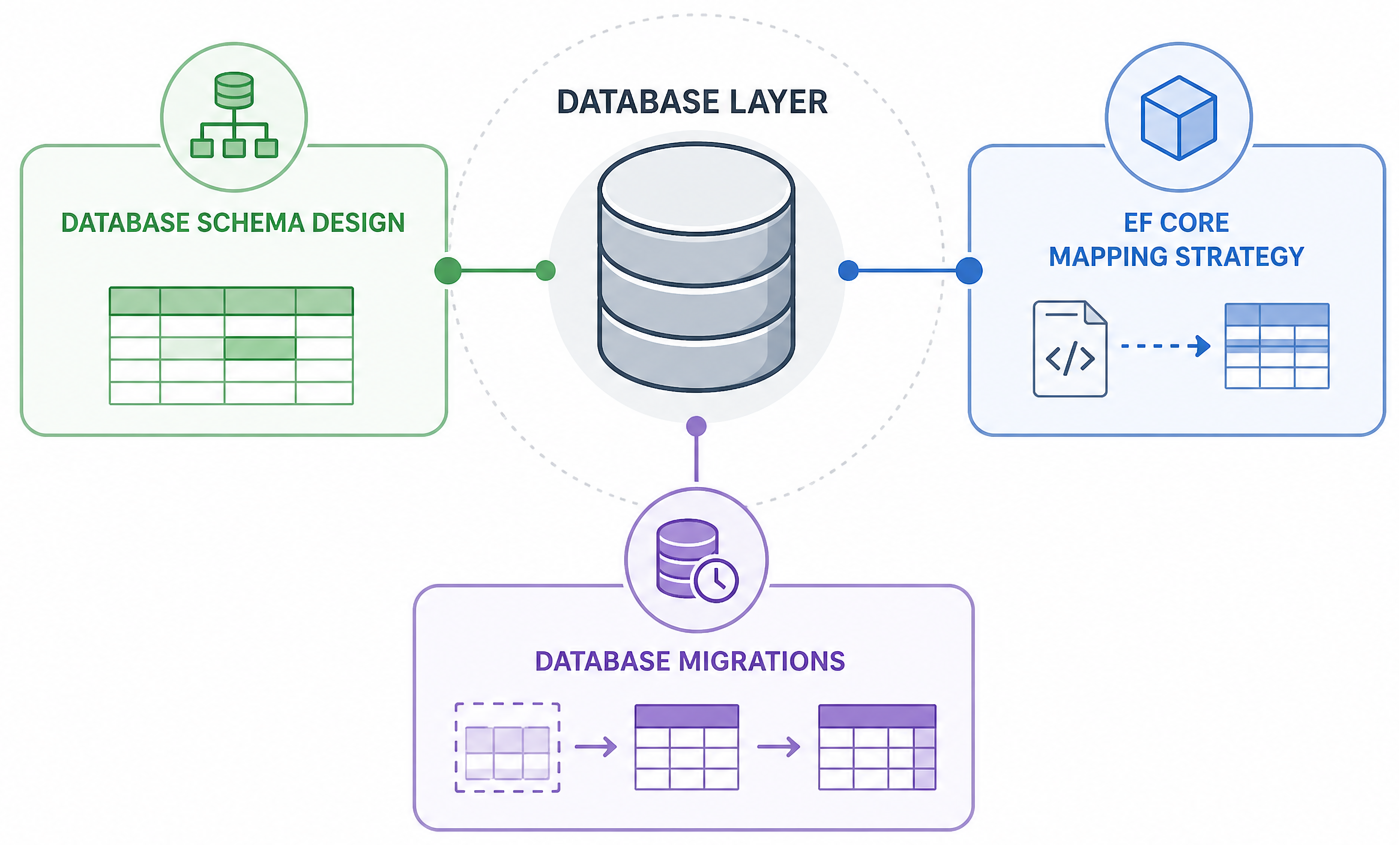 DATABASE LAYER
DATABASE SCHEMA DESIGN
EF CORE
MAPPING STRATEGY
</>
DATABASE MIGRATIONS